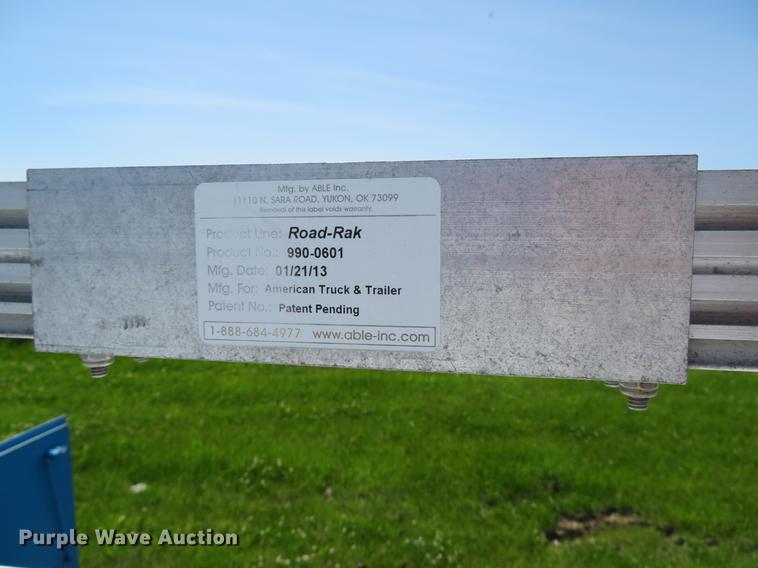 Mfg. by ABLE Inc.
11110 N. SARA ROAD, YUKON, OK 73099
Removal of this label voids warranty.
Product Line: Road-Rak
Product No.: 990-0601
Mfg. Date: 01/21/13
Mfg. For: American Truck & Trailer
Patent No.: Patent Pending
1-888-684-4977 www.able-inc.com
Purple Wave Auction